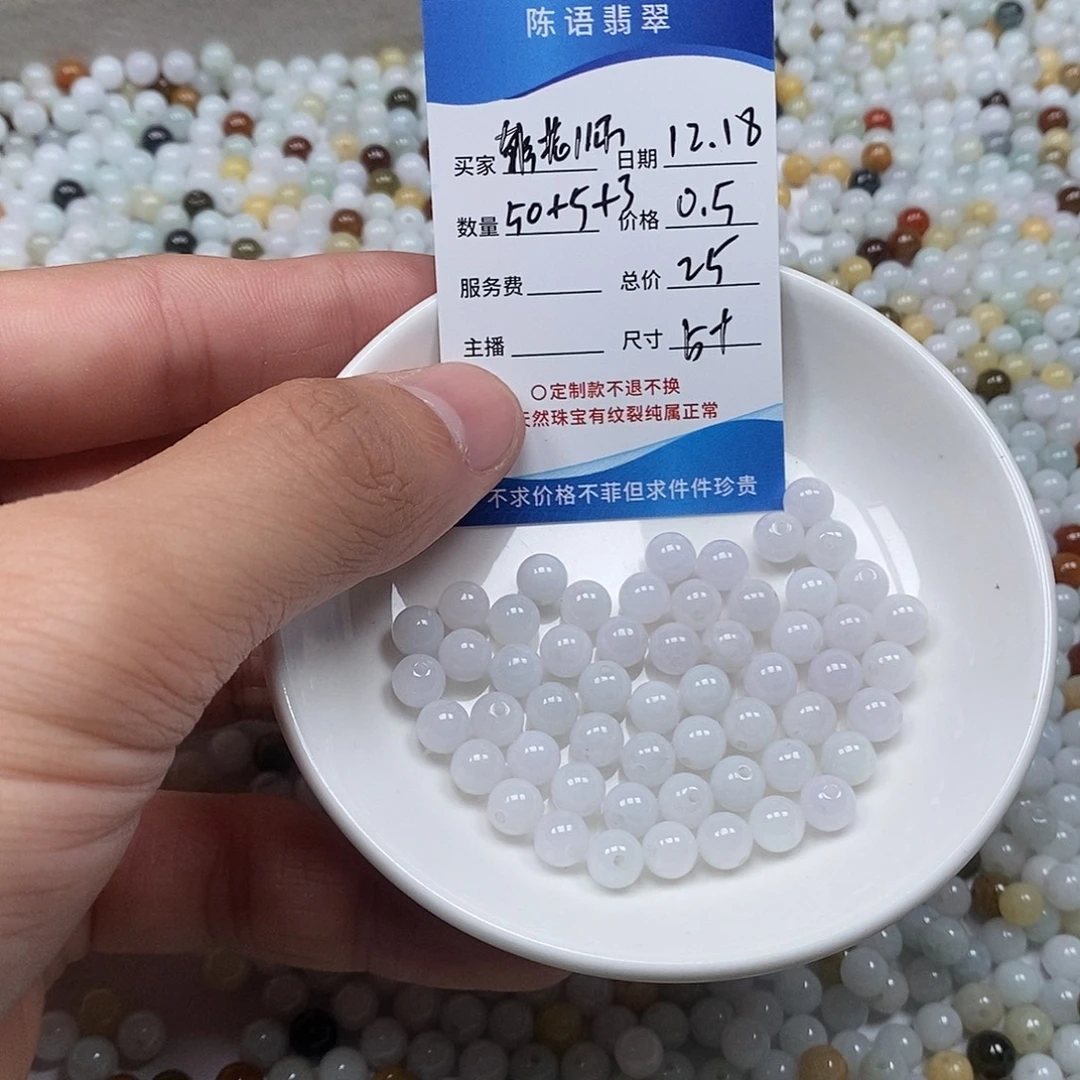 陈语翡翠
买家 日期 12.18
数量 50+5+3 价格 0.5
服务费 总价 25
主播 尺寸 5+
〇定制款不退不换
天然珠宝有纹裂纯属正常
不求价格不菲但求件件珍贵